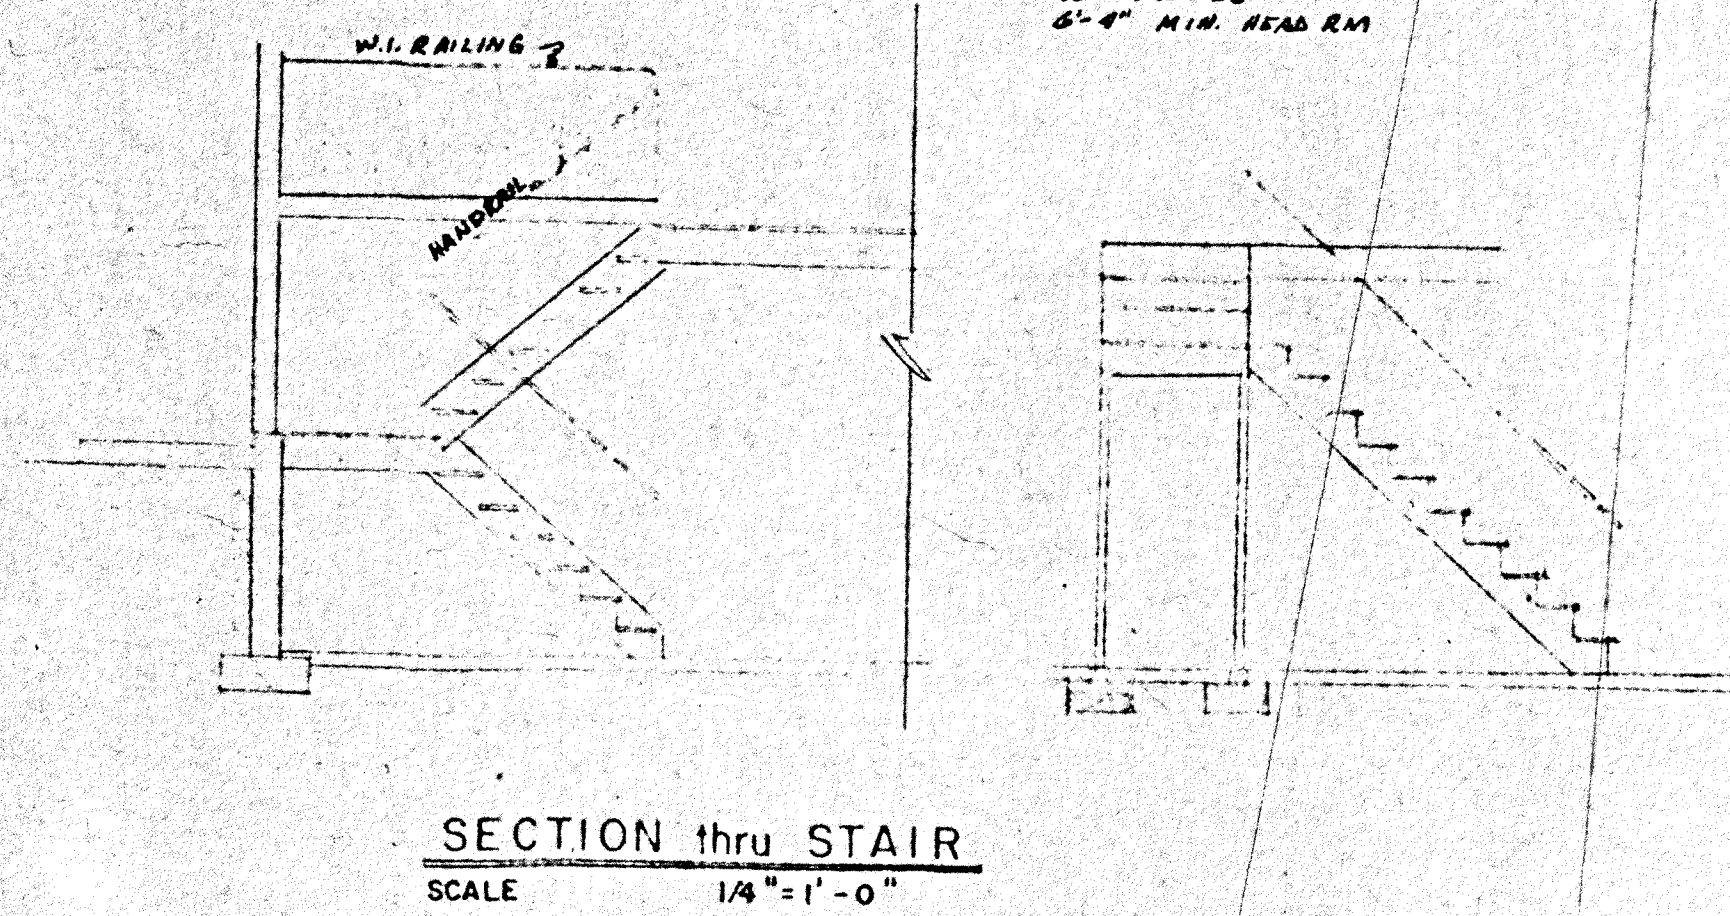 6'-4" MIN. HEAD RM
W.I. RAILING
HANDRAIL
SECTION thru STAIR
SCALE 1/4"=1'-0"